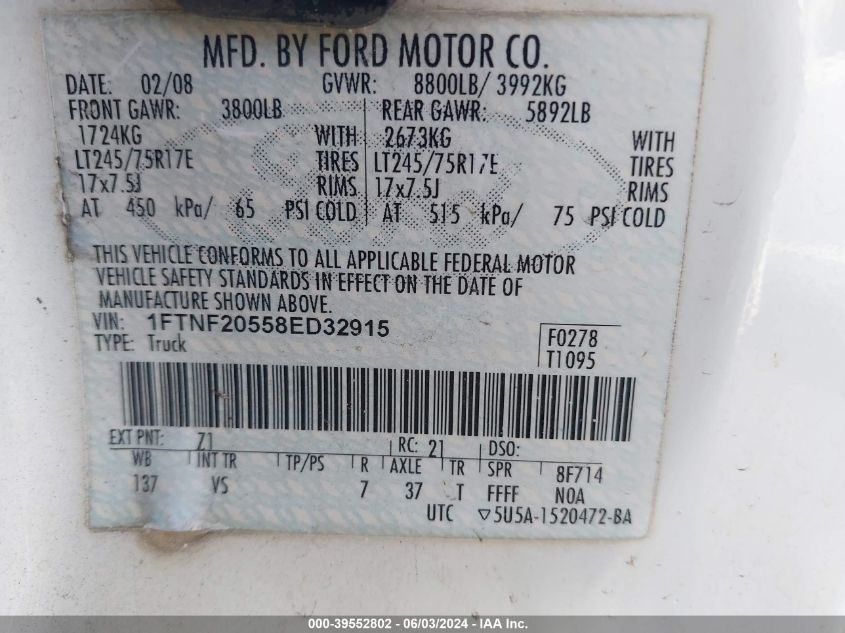 MFD. BY FORD MOTOR CO.
DATE: 02/08 GVWR: 8800LB/ 3992KG
FRONT GAWR: 3800LB REAR GAWR: 5892LB
1724KG WITH 2673KG WITH
LT245/75R17E TIRES LT245/75R17E TIRES
17x7.5J RIMS 17x7.5J RIMS
AT 450 kPa/ 65 PSI COLD AT 515 kPa/ 75 PSI COLD
THIS VEHICLE CONFORMS TO ALL APPLICABLE FEDERAL MOTOR
VEHICLE SAFETY STANDARDS IN EFFECT ON THE DATE OF
MANUFACTURE SHOWN ABOVE.
VIN: 1FTNF20558ED32915 F0278
TYPE: Truck T1095
EXT PNT: Z1 RC: 21 DSO:
WB INT TR TP/PS R AXLE TR SPR 8F714
137 VS 7 37 T FFFF NOA
UTC ▽5U5A-1520472-BA
000-39552802 - 06/03/2024 - IAA Inc.